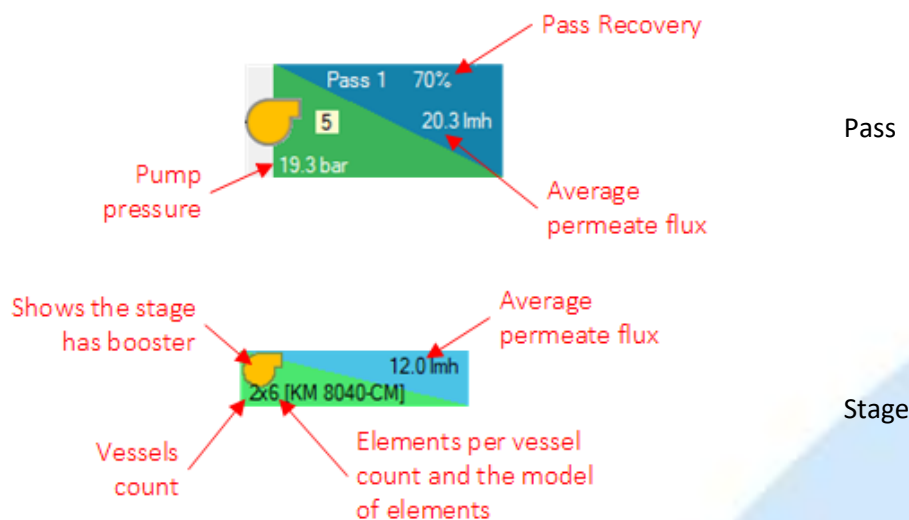 Pass Recovery
Pass 1 70%
5
20.3 lmh
19.3 bar
Pass
Pump
pressure
Average
permeate flux
Shows the stage
has booster
Average
permeate flux
12.0 lmh
2x6 [KM 8040-CM]
Stage
Vessels
count
Elements per vessel
count and the model
of elements